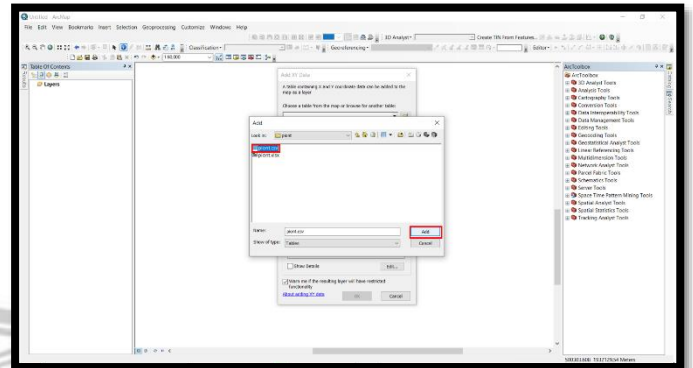 Untitled - ArcMap
File Edit View Bookmarks Insert Selection Geoprocessing Customize Windows Help
3D Analyst Create TIN From Features...
Classification Georeferencing Editor
Table Of Contents
Layers
Add XY Data
A table containing X and Y coordinate data can be added to the
map as a layer
Choose a table from the map or browse for another table:
Add
Look in:
Name:
Add
Show of type: Tables
Cancel
Show Details
Edit...
Warn me if the resulting layer will have restricted
functionality
About adding XY data
OK
Cancel
ArcToolbox
ArcToolbox
3D Analyst Tools
Analysis Tools
Cartography Tools
Conversion Tools
Data Interoperability Tools
Data Management Tools
Editing Tools
Geocoding Tools
Geostatistical Analyst Tools
Linear Referencing Tools
Multidimension Tools
Network Analyst Tools
Parcel Fabric Tools
Schematics Tools
Server Tools
Space Time Pattern Mining Tools
Spatial Analyst Tools
Spatial Statistics Tools
Tracking Analyst Tools
Catalog
Search
Meters